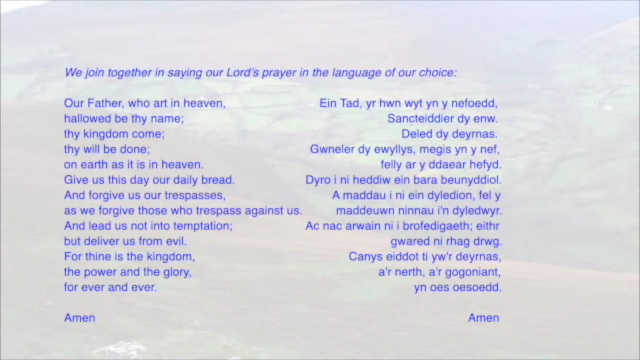 We join together in saying our Lord's prayer in the language of our choice:
Our Father, who art in heaven,
hallowed be thy name;
thy kingdom come;
thy will be done;
on earth as it is in heaven.
Give us this day our daily bread.
And forgive us our trespasses,
as we forgive those who trespass against us.
And lead us not into temptation;
but deliver us from evil.
For thine is the kingdom,
the power and the glory,
for ever and ever.
Amen
Ein Tad, yr hwn wyt yn y nefoedd,
Sancteiddier dy enw.
Deled dy deyrnas.
Gwneler dy ewyllys, megis yn y nef,
felly ar y ddaear hefyd.
Dyro i ni heddiw ein bara beunyddiol.
A maddau i ni ein dyledion, fel y
maddeuwn ninnau i'n dyledwyr.
Ac nac arwain ni i brofedigaeth; eithr
gwared ni rhag drwg.
Canys eiddot ti yw'r deyrnas,
a'r nerth, a'r gogoniant,
yn oes oesoedd.
Amen